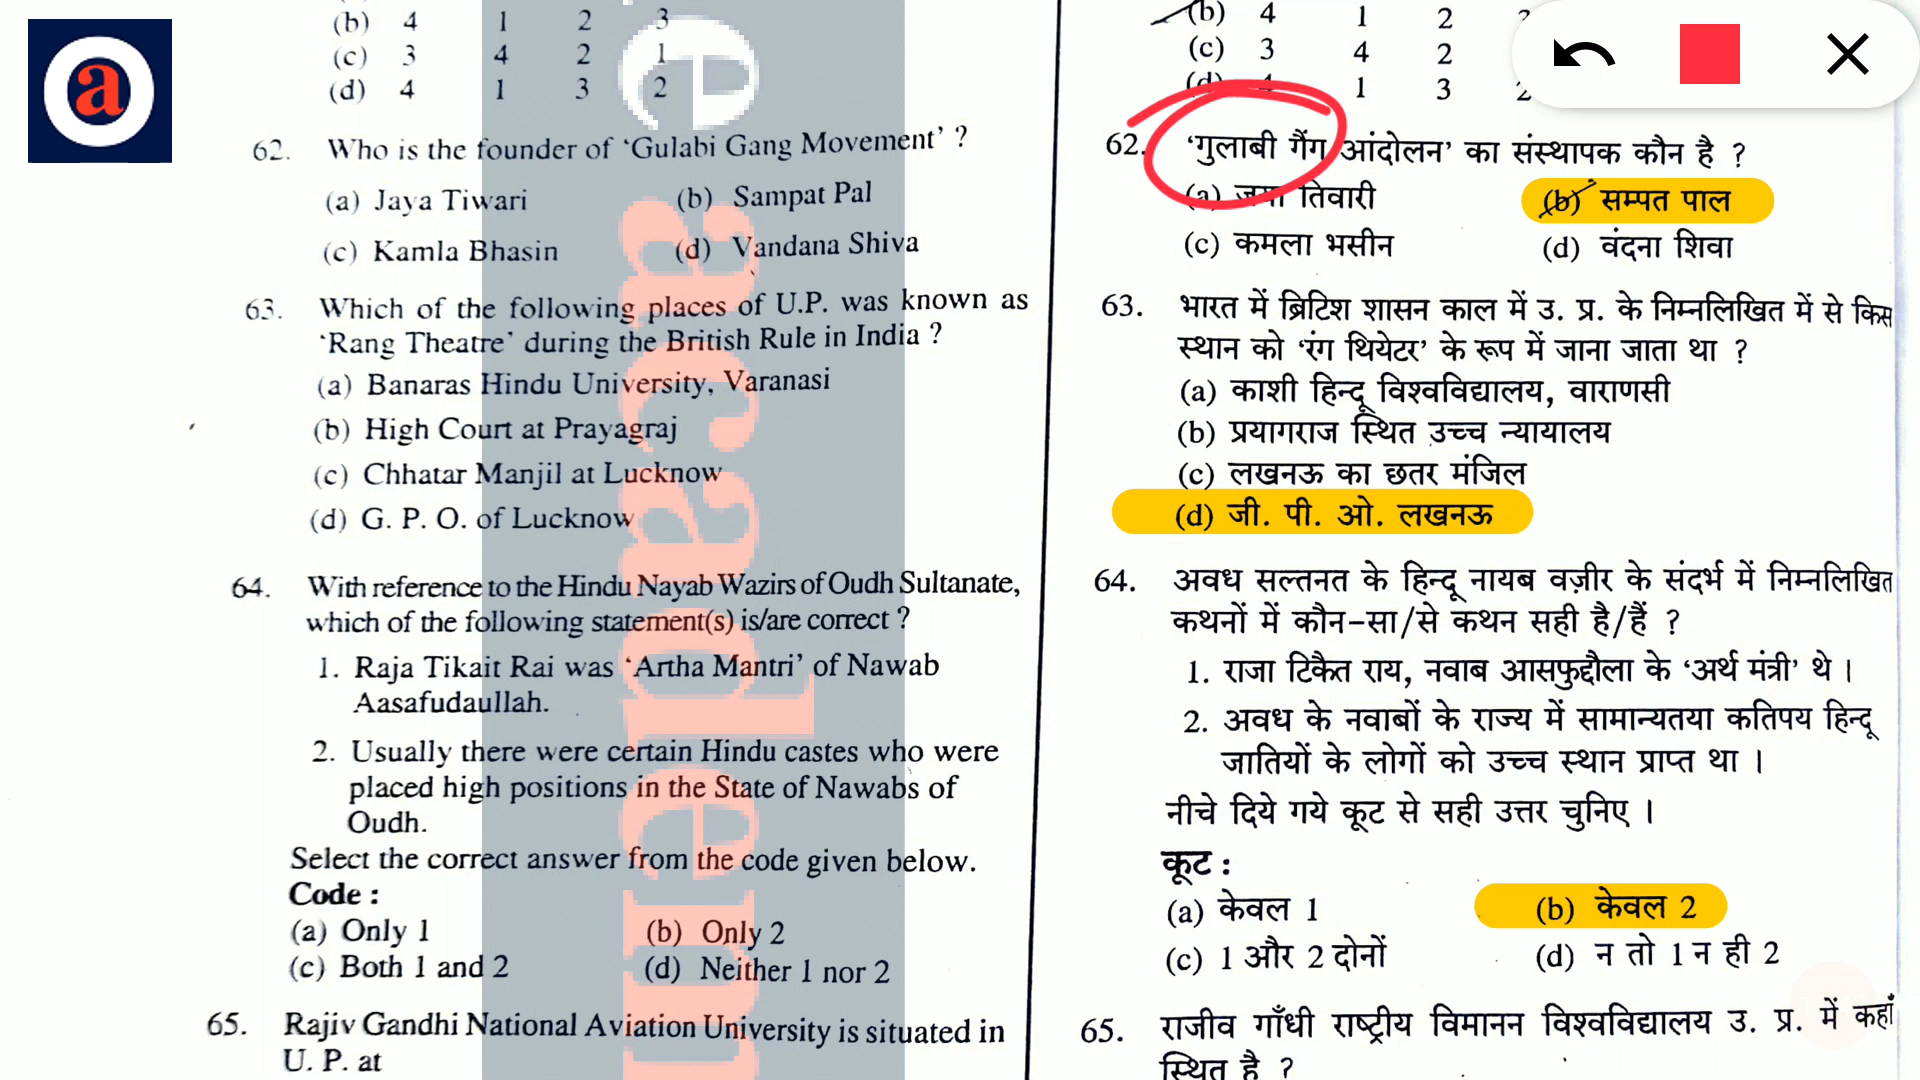 a
(b) 4 1 2 3
(c) 3 4 2 1
(d) 4 1 3 2
62. Who is the founder of ‘Gulabi Gang Movement’ ?
(a) Jaya Tiwari (b) Sampat Pal
(c) Kamla Bhasin (d) Vandana Shiva
63. Which of the following places of U.P. was known as
‘Rang Theatre’ during the British Rule in India ?
(a) Banaras Hindu University, Varanasi
(b) High Court at Prayagraj
(c) Chhatar Manjil at Lucknow
(d) G. P. O. of Lucknow
64. With reference to the Hindu Nayab Wazirs of Oudh Sultanate,
which of the following statement(s) is/are correct ?
1. Raja Tikait Rai was ‘Artha Mantri’ of Nawab
Aasafudaullah.
2. Usually there were certain Hindu castes who were
placed high positions in the State of Nawabs of
Oudh.
Select the correct answer from the code given below.
Code :
(a) Only 1 (b) Only 2
(c) Both 1 and 2 (d) Neither 1 nor 2
65. Rajiv Gandhi National Aviation University is situated in
U. P. at
e academ
(b) 4 1 2
(c) 3 4 2
(d) 4 1 3 2
62. ‘गुलाबी गैंग आंदोलन’ का संस्थापक कौन है ?
(a) जया तिवारी (b) सम्पत पाल
(c) कमला भसीन (d) वंदना शिवा
63. भारत में ब्रिटिश शासन काल में उ. प्र. के निम्नलिखित में से किस
स्थान को ‘रंग थियेटर’ के रूप में जाना जाता था ?
(a) काशी हिन्दू विश्वविद्यालय, वाराणसी
(b) प्रयागराज स्थित उच्च न्यायालय
(c) लखनऊ का छतर मंजिल
(d) जी. पी. ओ. लखनऊ
64. अवध सल्तनत के हिन्दू नायब वज़ीर के संदर्भ में निम्नलिखित
कथनों में कौन-सा/से कथन सही है/हैं ?
1. राजा टिकैत राय, नवाब आसफुद्दौला के ‘अर्थ मंत्री’ थे ।
2. अवध के नवाबों के राज्य में सामान्यतया कतिपय हिन्दू
जातियों के लोगों को उच्च स्थान प्राप्त था ।
नीचे दिये गये कूट से सही उत्तर चुनिए ।
कूट :
(a) केवल 1 (b) केवल 2
(c) 1 और 2 दोनों (d) न तो 1 न ही 2
65. राजीव गाँधी राष्ट्रीय विमानन विश्वविद्यालय उ. प्र. में कहाँ
स्थित है ?